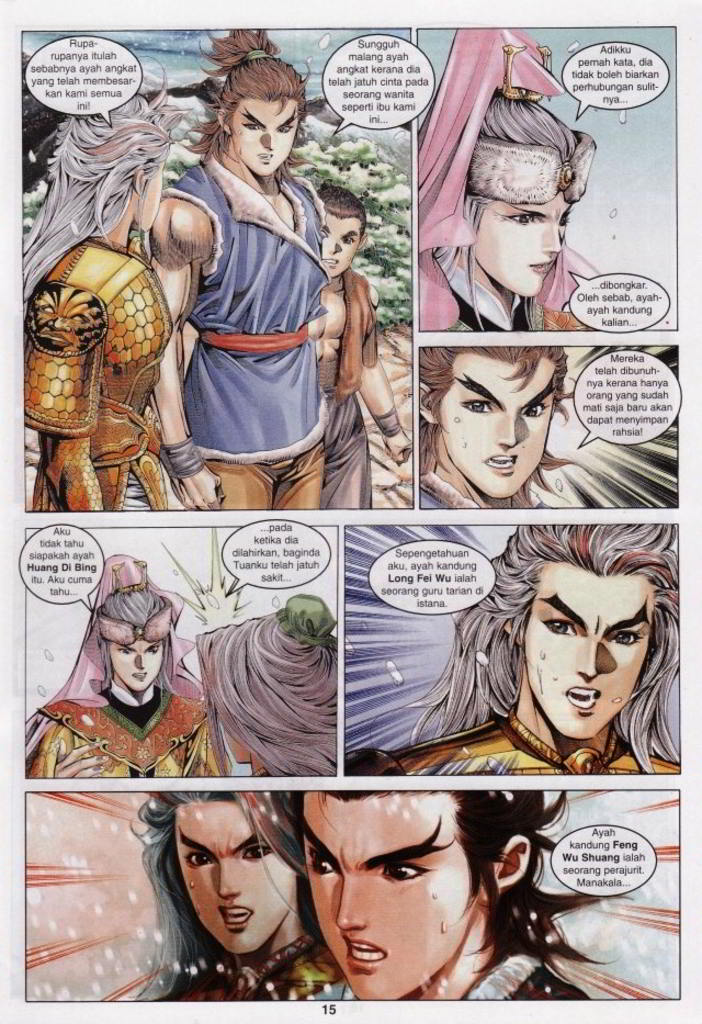 Rupa-
rupanya itulah
sebabnya ayah angkat
yang telah membesar-
kan kami semua
ini!
Sungguh
malang ayah
angkat kerana dia
telah jatuh cinta pada
seorang wanita
seperti ibu kami
ini...
Adikku
pernah kata, dia
tidak boleh biarkan
perhubungan sulit-
nya...
...dibongkar.
Oleh sebab, ayah-
ayah kandung
kalian...
Mereka
telah dibunuh-
nya kerana hanya
orang yang sudah
mati saja baru akan
menyimpan
rahsia!
Aku
tidak tahu
siapakah ayah
Huang Di Bing
itu. Aku cuma
tahu...
...pada
ketika dia
dilahirkan, baginda
Tuanku telah jatuh
sakit...
Sepengetahuan
aku, ayah kandung
Long Fei Wu ialah
seorang guru tarian di
istana.
Ayah
kandung Feng
Wu Shuang ialah
seorang perajurit.
Manakala...
15